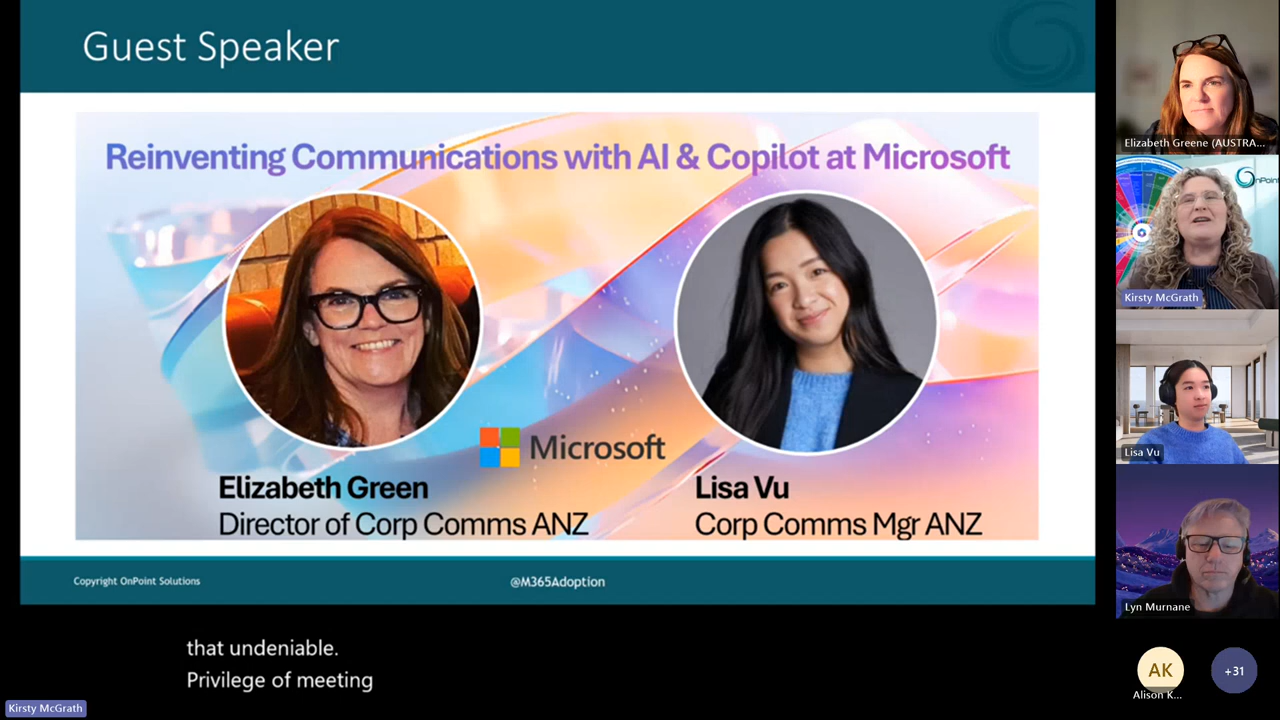 Guest Speaker
Reinventing Communications with AI & Copilot at Microsoft
Microsoft
Elizabeth Green
Director of Corp Comms ANZ
Lisa Vu
Corp Comms Mgr ANZ
Copyright OnPoint Solutions
@M365Adoption
that undeniable.
Privilege of meeting
Kirsty McGrath
Elizabeth Greene (AUSTRA...
OnPoint
Kirsty McGrath
Lisa Vu
Lyn Murnane
AK
Alison K...
+31